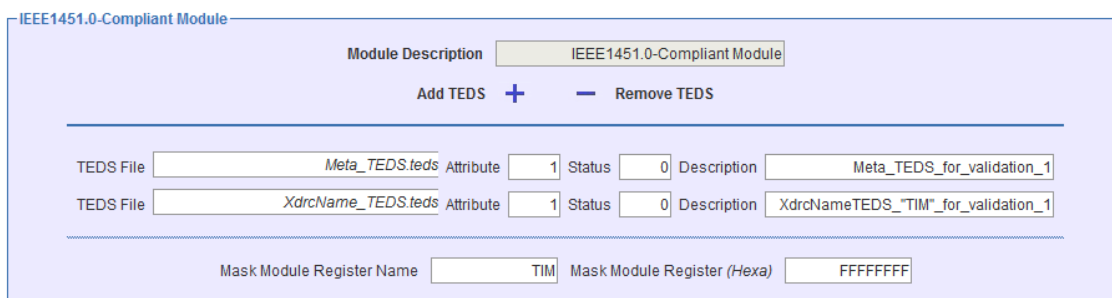 IEEE1451.0-Compliant Module
Module Description IEEE1451.0-Compliant Module
Add TEDS + − Remove TEDS
TEDS File Meta_TEDS.teds Attribute 1 Status 0 Description Meta_TEDS_for_validation_1
TEDS File XdrcName_TEDS.teds Attribute 1 Status 0 Description XdrcNameTEDS_"TIM"_for_validation_1
Mask Module Register Name TIM Mask Module Register (Hexa) FFFFFFFF